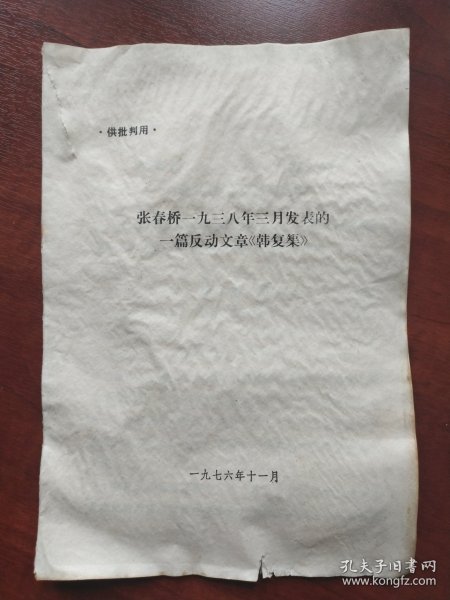 ·供批判用·
张春桥一九三八年三月发表的
一篇反动文章《韩复榘》
一九七六年十一月
孔夫子旧书网
www.kongfz.com